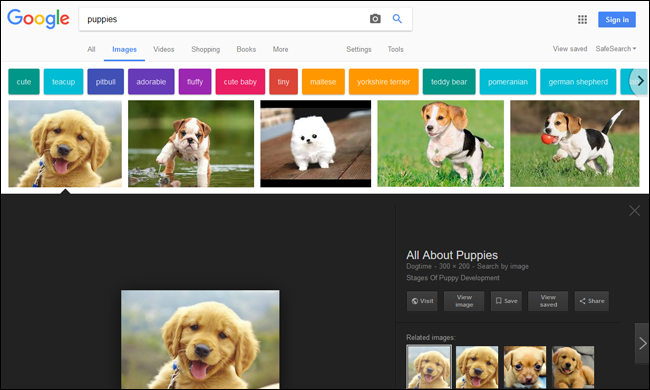 Google
puppies
Sign in
All Images Videos Shopping Books More Settings Tools View saved SafeSearch
cute teacup pitbull adorable fluffy cute baby tiny maltese yorkshire terrier teddy bear pomeranian german shepherd
All About Puppies
Dogtime - 300 × 200 - Search by image
Stages Of Puppy Development
Visit View image Save View saved Share
Related images: